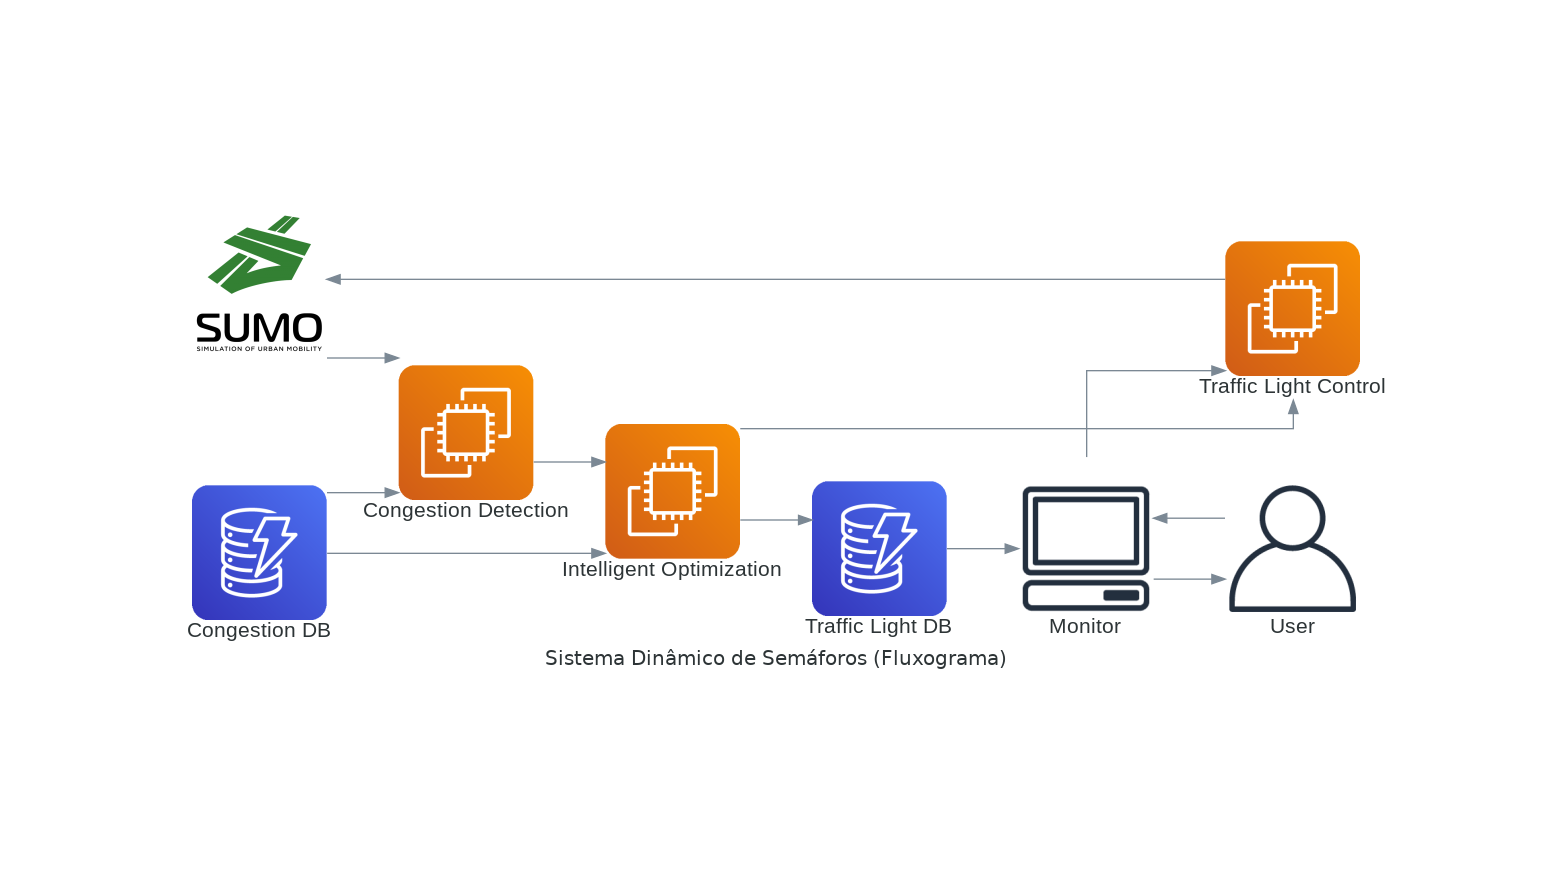 SUMO
SIMULATION OF URBAN MOBILITY
Traffic Light Control
Congestion Detection
Intelligent Optimization
Congestion DB
Traffic Light DB
Monitor
User
Sistema Dinâmico de Semáforos (Fluxograma)